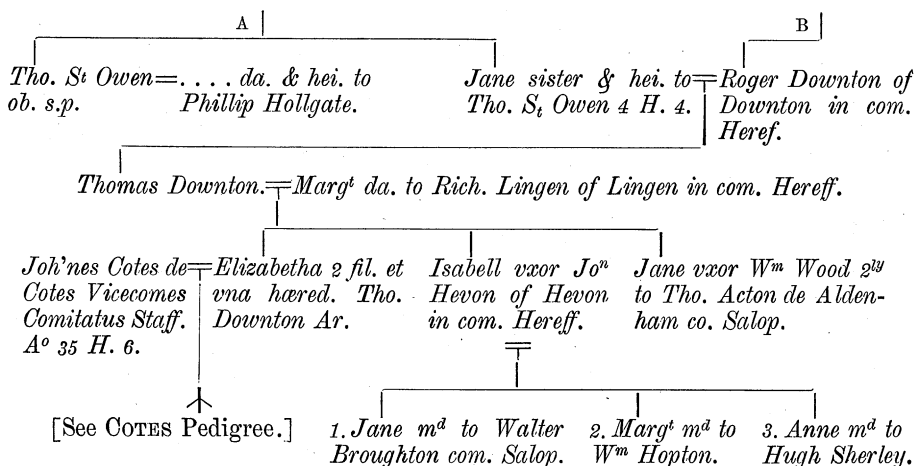 A B
Tho. Sᵗ Owen=. . . . da. & hei. to
ob. s.p. Phillip Hollgate.
Jane sister & hei. to=Roger Downton of
Tho. Sₜ Owen 4 H. 4. Downton in com.
Heref.
Thomas Downton.=Margᵗ da. to Rich. Lingen of Lingen in com. Hereff.
Joh'nes Cotes de=Elizabetha 2 fil. et
Cotes Vicecomes vna hœred. Tho.
Comitatus Staff. Downton Ar.
Aᵒ 35 H. 6.
Isabell vxor Joⁿ
Hevon of Hevon
in com. Hereff.
=
Jane vxor Wᵐ Wood 2ˡʸ
to Tho. Acton de Alden-
ham co. Salop.
[See COTES Pedigree.]
1. Jane mᵈ to Walter
Broughton com. Salop.
2. Margᵗ mᵈ to
Wᵐ Hopton.
3. Anne mᵈ to
Hugh Sherley.